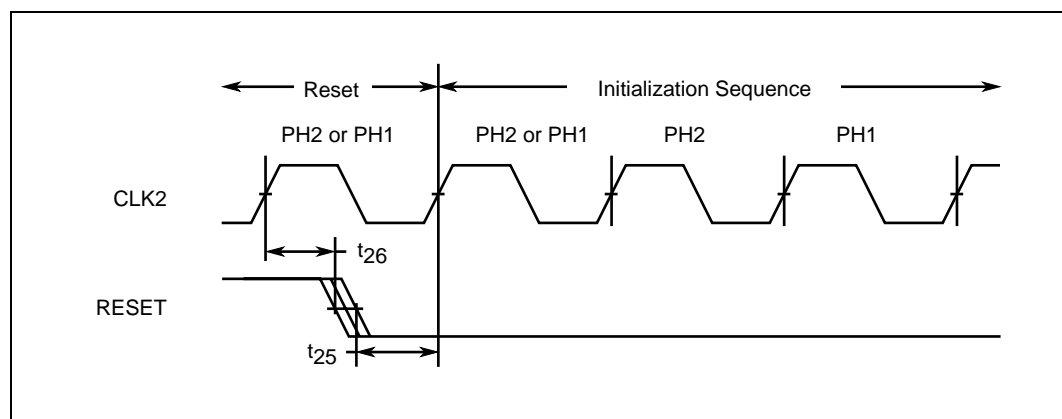 Reset
Initialization Sequence
PH2 or PH1
PH2 or PH1
PH2
PH1
CLK2
t26
RESET
t25